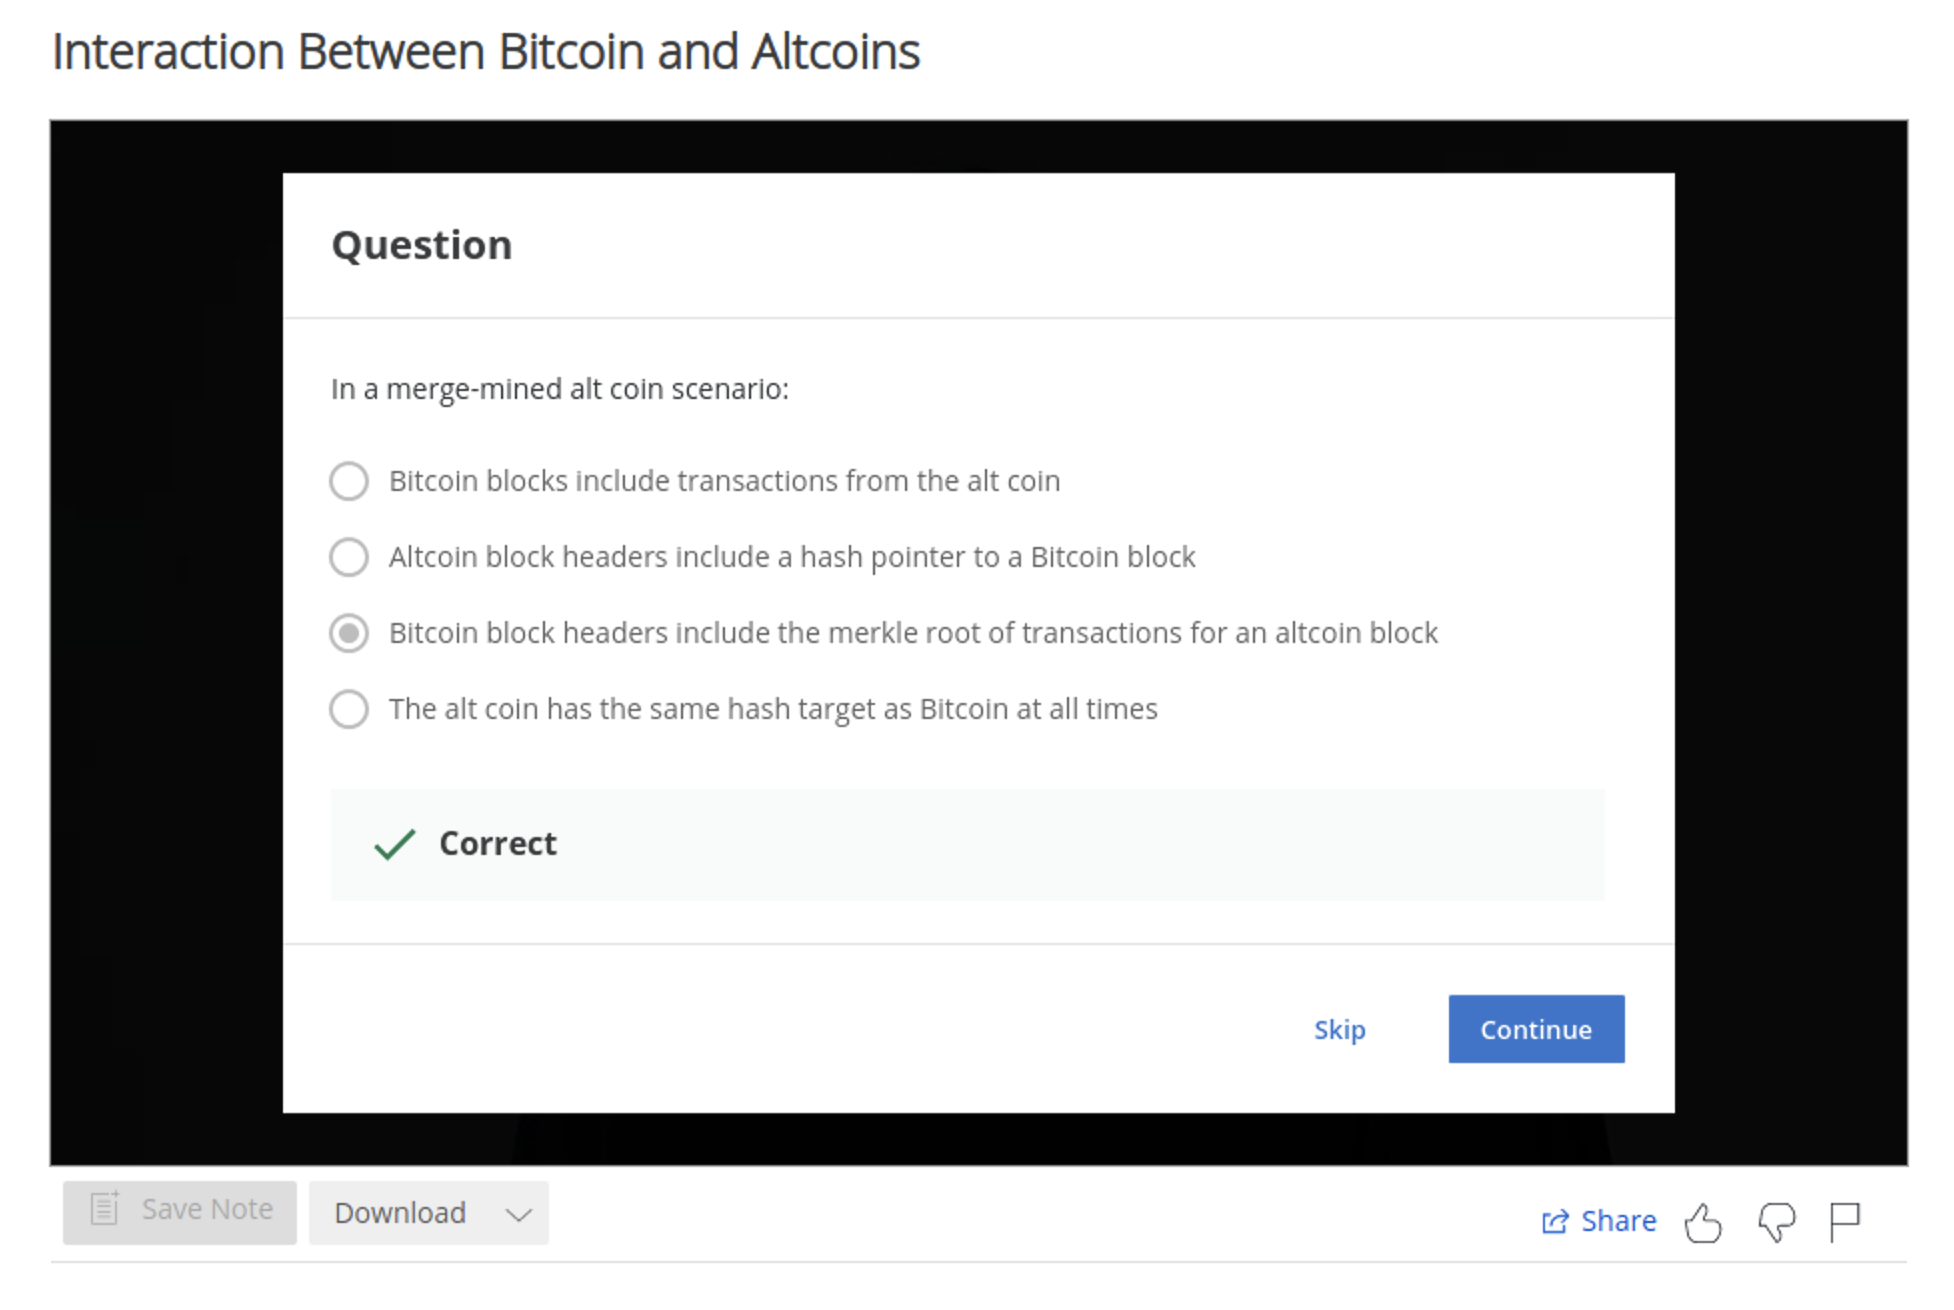 Interaction Between Bitcoin and Altcoins
Question
In a merge-mined alt coin scenario:
Bitcoin blocks include transactions from the alt coin
Altcoin block headers include a hash pointer to a Bitcoin block
Bitcoin block headers include the merkle root of transactions for an altcoin block
The alt coin has the same hash target as Bitcoin at all times
Correct
Skip
Continue
Save Note
Download
Share